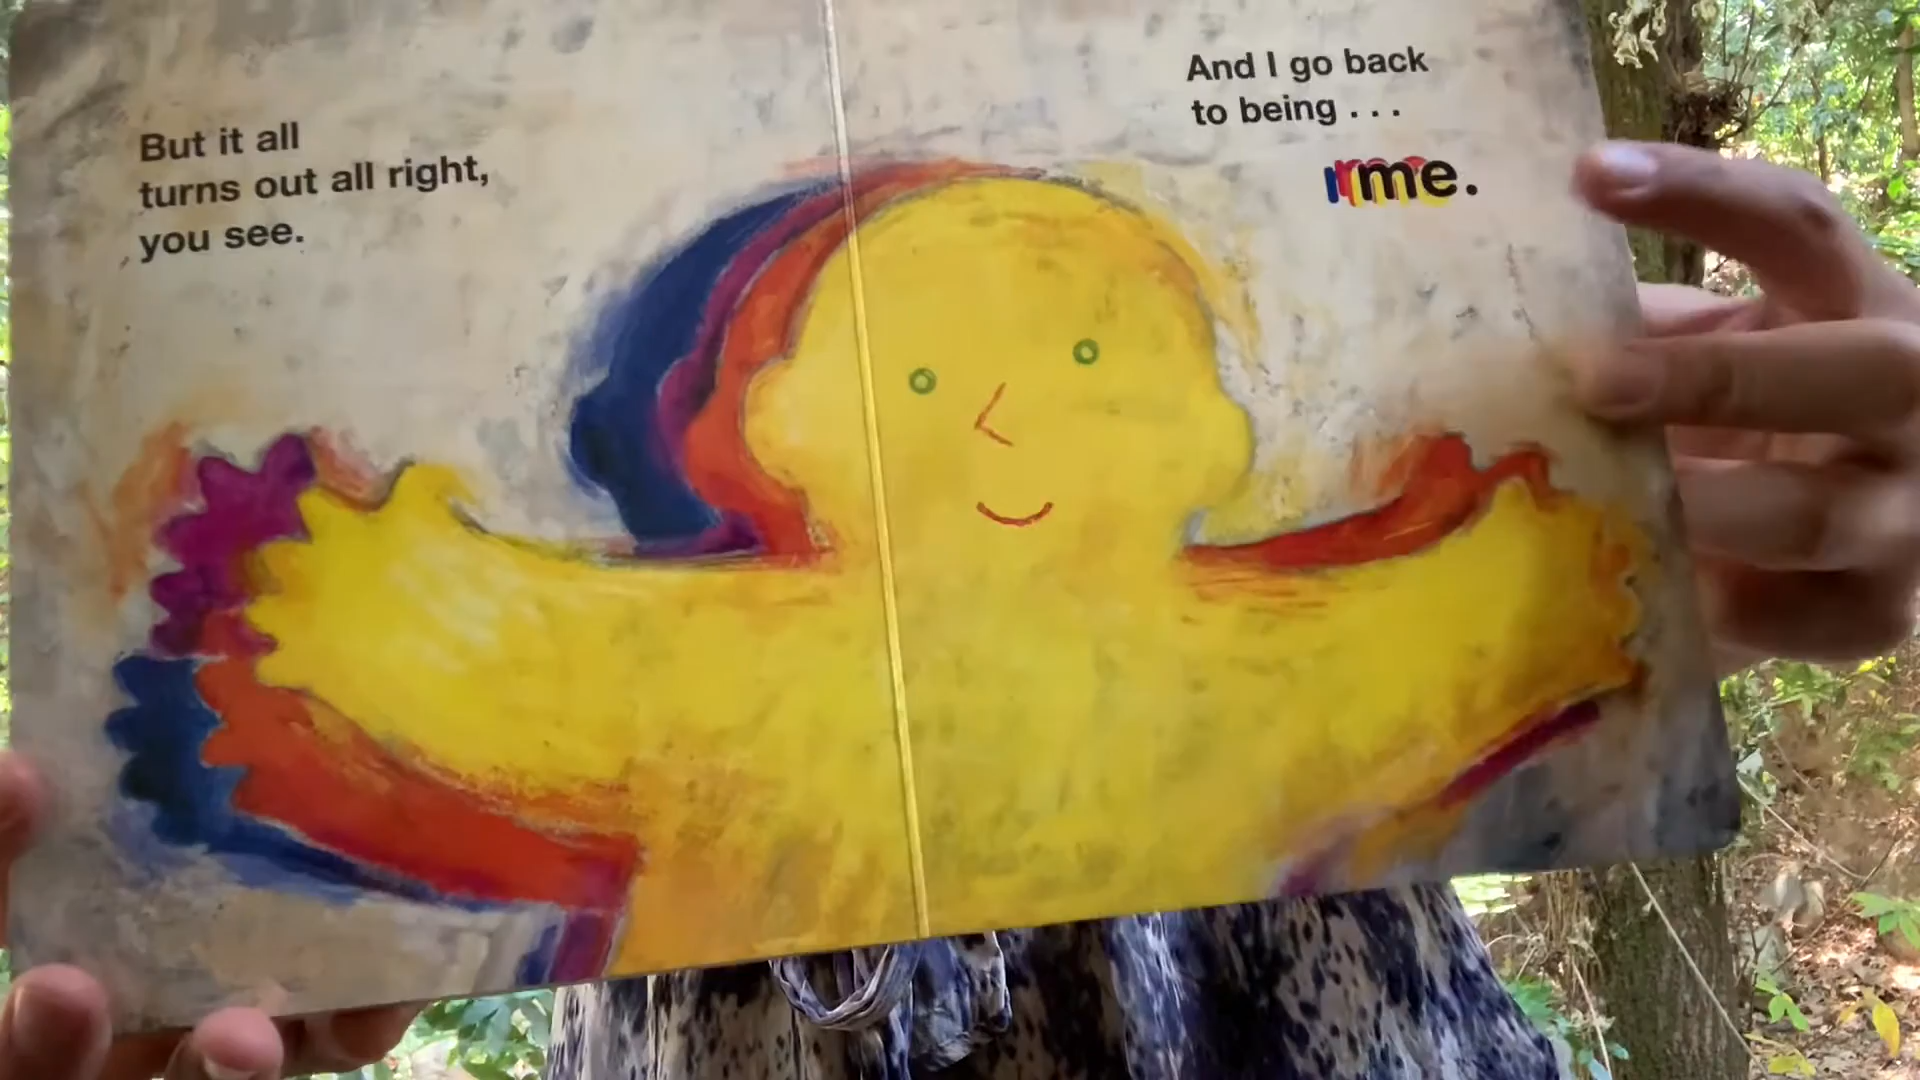 But it all
turns out all right,
you see.
And I go back
to being . . .
me.